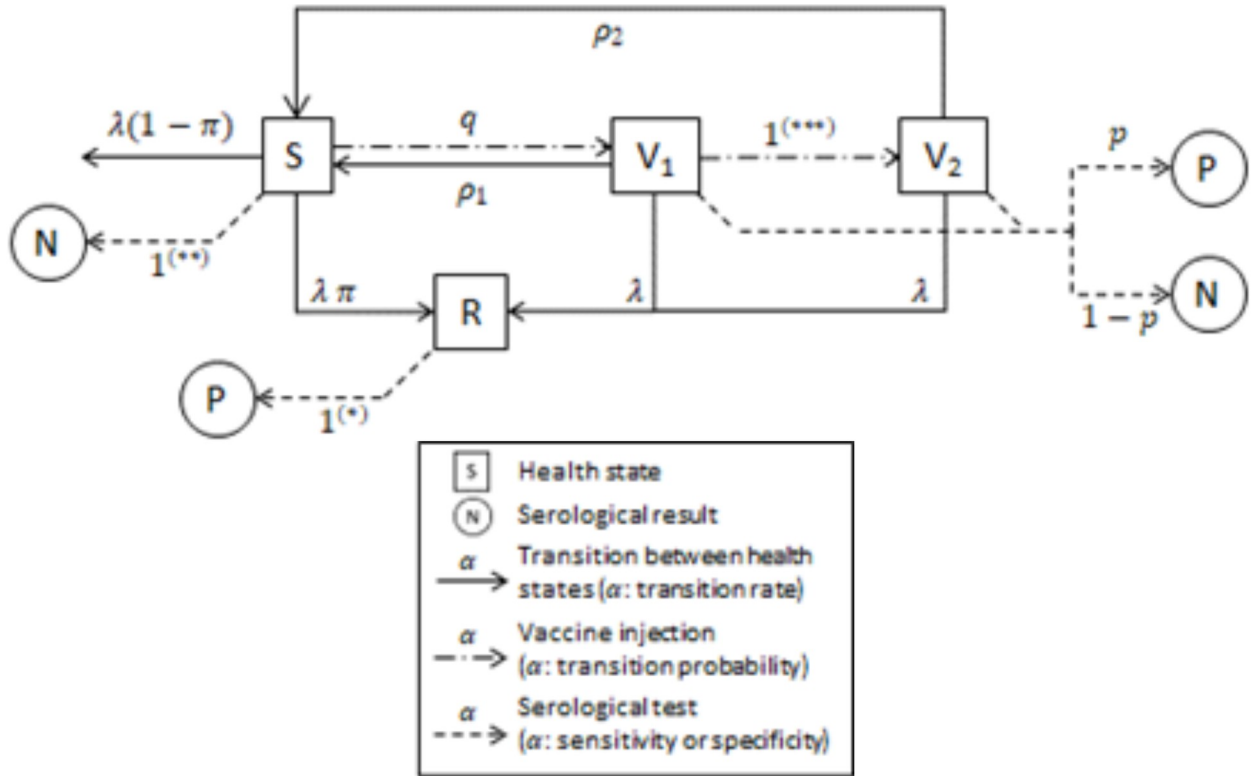 ρ2
λ(1 − π)
q
1(***)
p
S
V1
V2
P
ρ1
N
1(**)
λ π
R
λ
λ
N
1 − p
P
1(*)
S Health state
N Serological result
α Transition between health
states (α: transition rate)
α Vaccine injection
(α: transition probability)
α Serological test
(α: sensitivity or specificity)